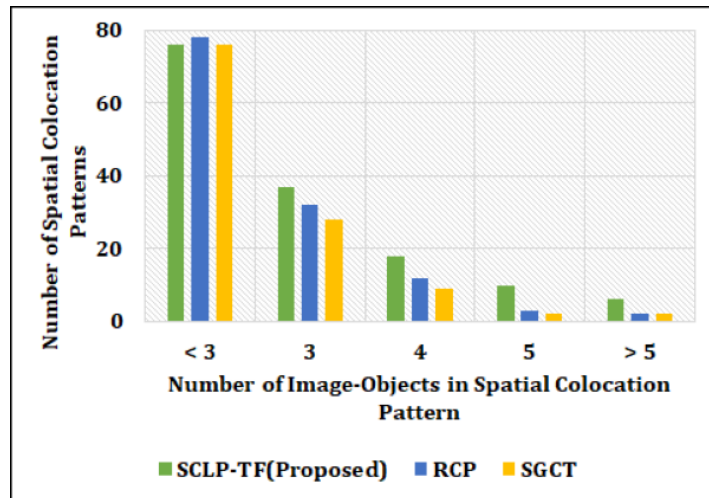 80
60
40
20
0
Number of Spatial Colocation
Patterns
< 3 3 4 5 > 5
Number of Image-Objects in Spatial Colocation
Pattern
SCLP-TF(Proposed) RCP SGCT